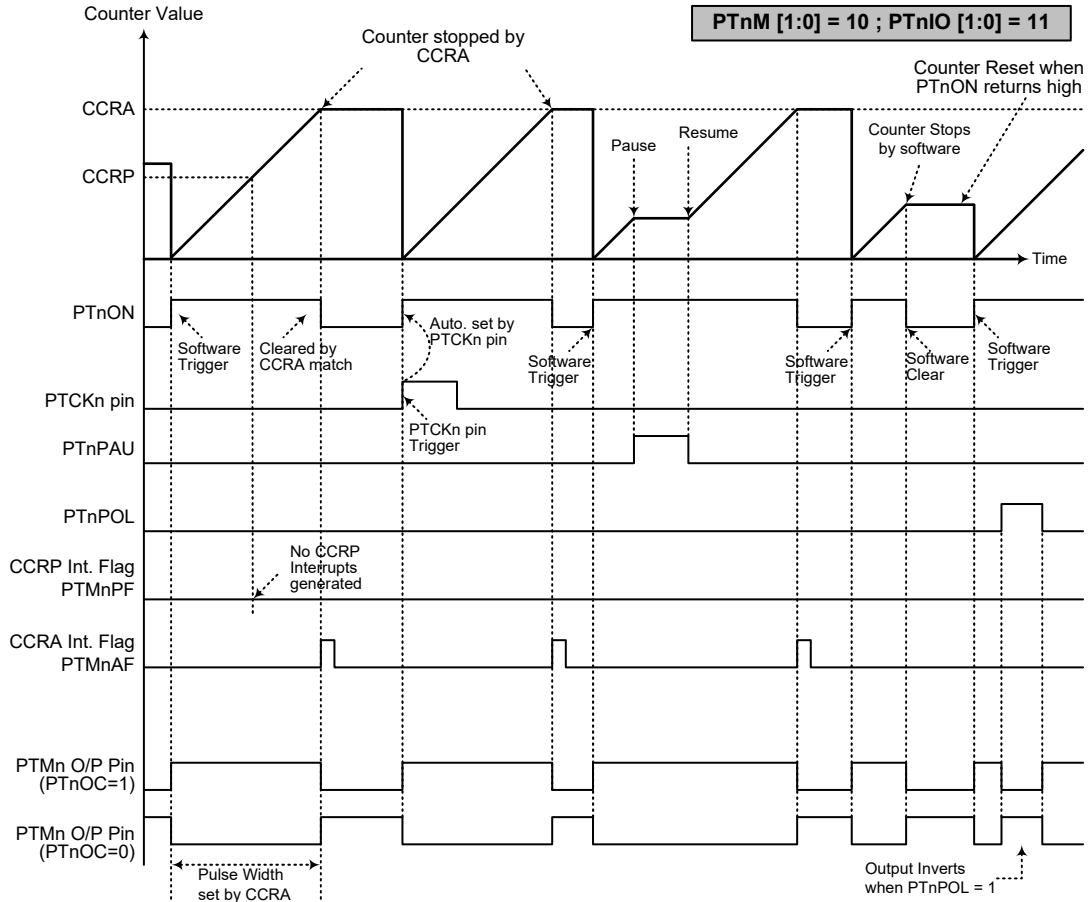 Counter Value
PTnM [1:0] = 10 ; PTnIO [1:0] = 11
Counter stopped by
CCRA
Counter Reset when
PTnON returns high
CCRA
Pause
Resume
Counter Stops
by software
CCRP
Time
PTnON
Software
Trigger
Cleared by
CCRA match
Auto. set by
PTCKn pin
Software
Trigger
Software
Trigger
Software
Clear
Software
Trigger
PTCKn pin
PTCKn pin
Trigger
PTnPAU
PTnPOL
CCRP Int. Flag
PTMnPF
No CCRP
Interrupts
generated
CCRA Int. Flag
PTMnAF
PTMn O/P Pin
(PTnOC=1)
PTMn O/P Pin
(PTnOC=0)
Pulse Width
set by CCRA
Output Inverts
when PTnPOL = 1